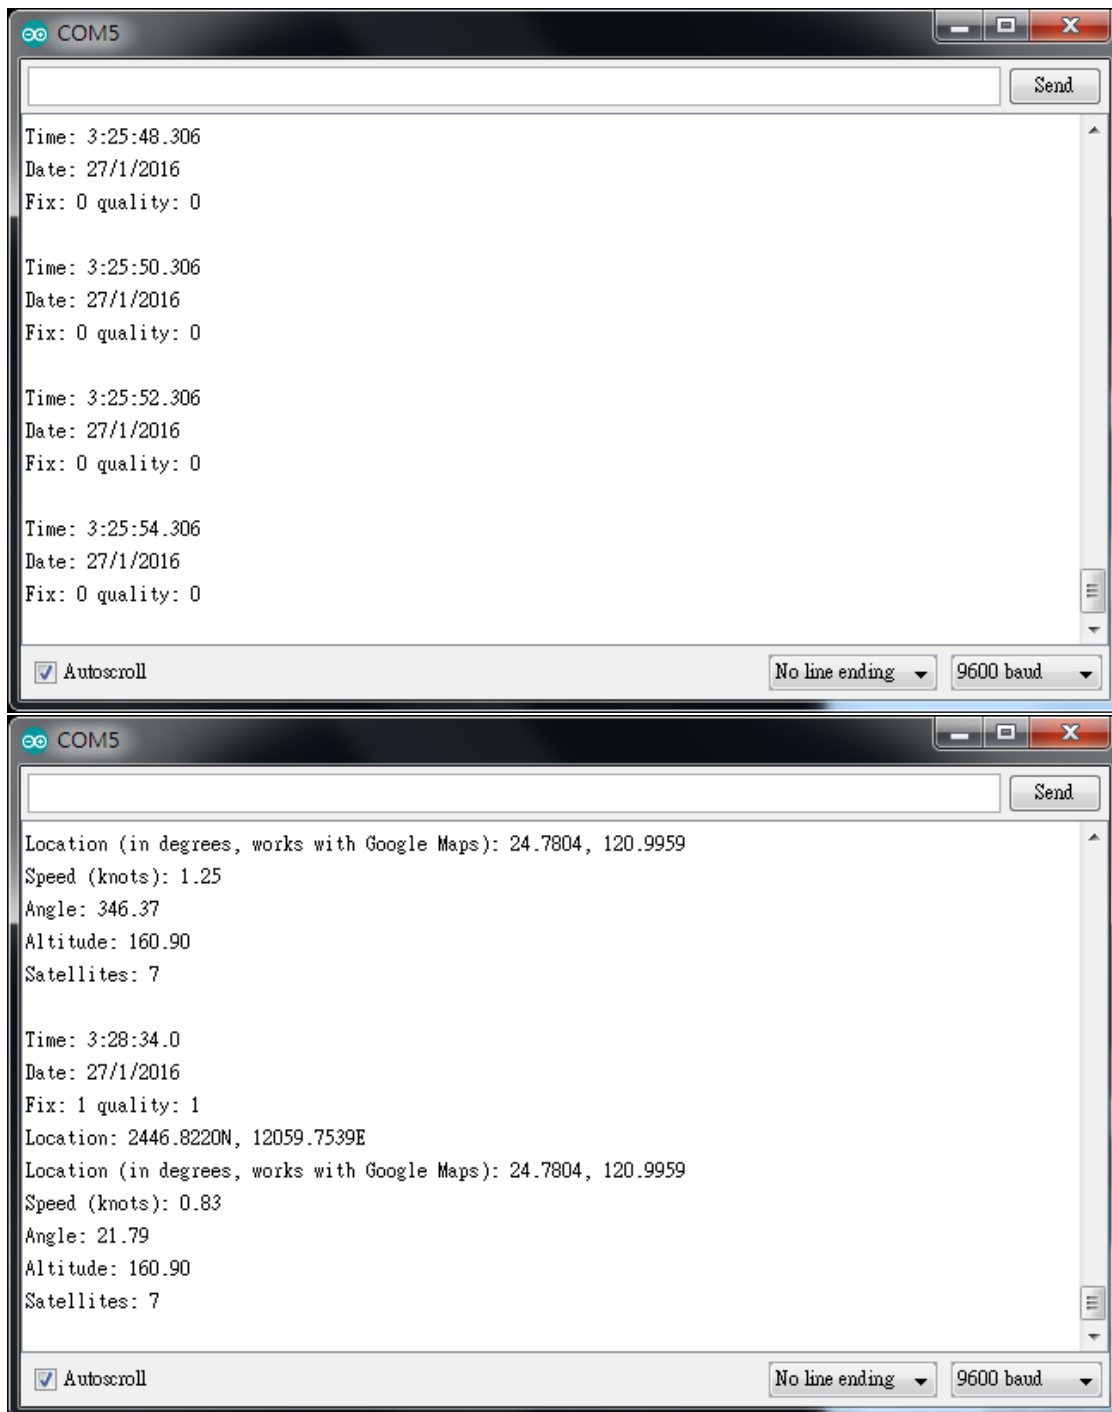 COM5
Send
Time: 3:25:48.306
Date: 27/1/2016
Fix: 0 quality: 0
Time: 3:25:50.306
Date: 27/1/2016
Fix: 0 quality: 0
Time: 3:25:52.306
Date: 27/1/2016
Fix: 0 quality: 0
Time: 3:25:54.306
Date: 27/1/2016
Fix: 0 quality: 0
Autoscroll No line ending 9600 baud
COM5
Send
Location (in degrees, works with Google Maps): 24.7804, 120.9959
Speed (knots): 1.25
Angle: 346.37
Altitude: 160.90
Satellites: 7
Time: 3:28:34.0
Date: 27/1/2016
Fix: 1 quality: 1
Location: 2446.8220N, 12059.7539E
Location (in degrees, works with Google Maps): 24.7804, 120.9959
Speed (knots): 0.83
Angle: 21.79
Altitude: 160.90
Satellites: 7
Autoscroll No line ending 9600 baud